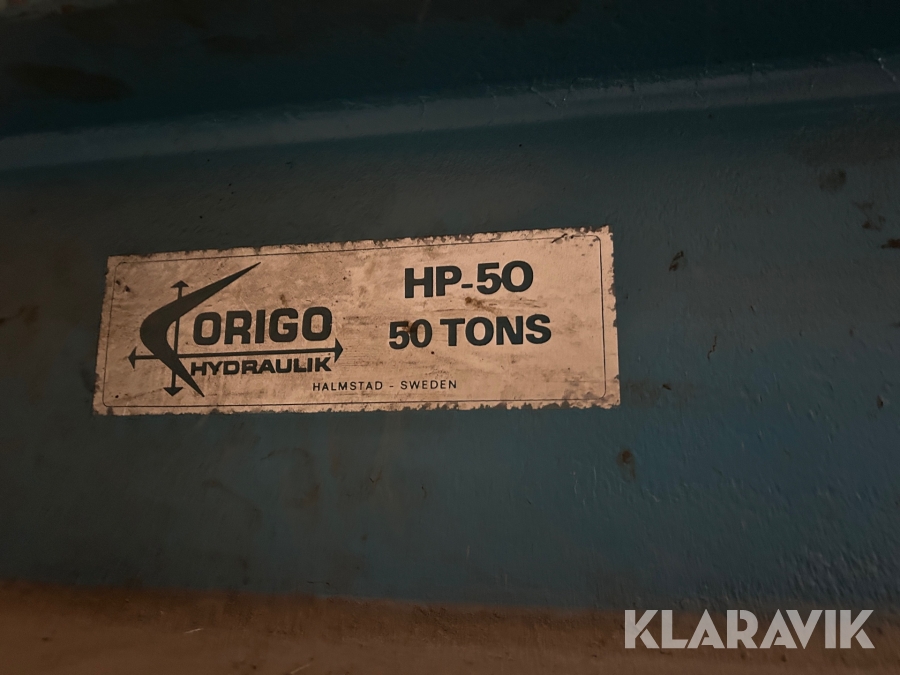 ORIGO
HYDRAULIK
HP-50
50 TONS
HALMSTAD - SWEDEN
KLARAVIK